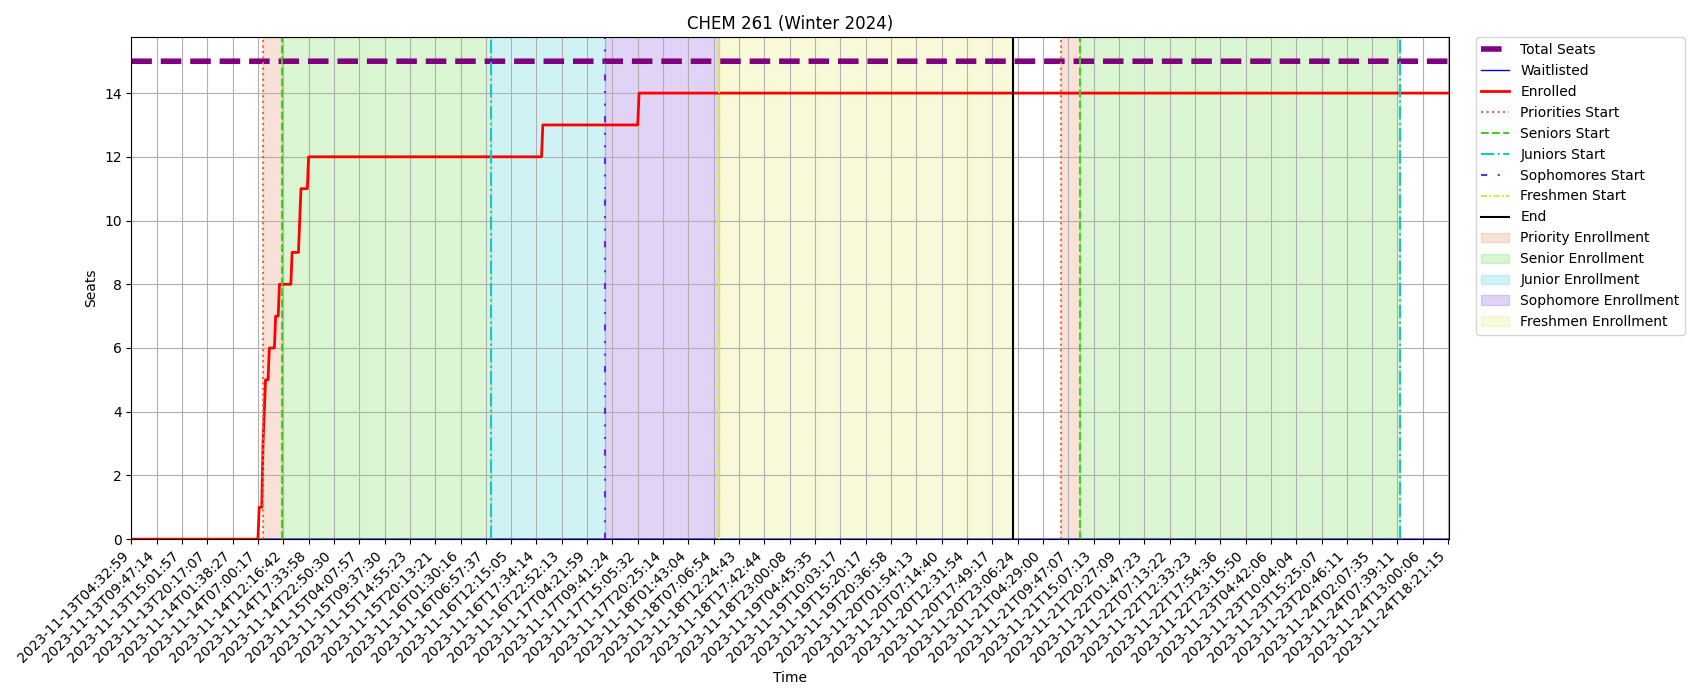 CHEM 261 (Winter 2024)
Seats
14
12
10
8
6
4
2
0
2023-11-13T04:32:59
2023-11-13T09:47:14
2023-11-13T15:01:57
2023-11-13T20:17:07
2023-11-14T01:38:27
2023-11-14T07:00:17
2023-11-14T12:16:42
2023-11-14T17:33:58
2023-11-14T22:50:30
2023-11-15T04:07:57
2023-11-15T09:37:30
2023-11-15T14:55:23
2023-11-15T20:13:21
2023-11-16T01:30:16
2023-11-16T06:57:37
2023-11-16T12:15:05
2023-11-16T17:34:14
2023-11-16T22:52:13
2023-11-17T04:21:59
2023-11-17T09:41:24
2023-11-17T15:05:32
2023-11-17T20:25:14
2023-11-18T01:43:04
2023-11-18T07:06:54
2023-11-18T12:24:43
2023-11-18T17:42:44
2023-11-18T23:00:08
2023-11-19T04:45:35
2023-11-19T10:03:17
2023-11-19T15:20:17
2023-11-19T20:36:58
2023-11-20T01:54:13
2023-11-20T07:14:40
2023-11-20T12:31:54
2023-11-20T17:49:17
2023-11-20T23:06:24
2023-11-21T04:29:00
2023-11-21T09:47:07
2023-11-21T15:07:13
2023-11-21T20:27:09
2023-11-22T01:47:23
2023-11-22T07:13:22
2023-11-22T12:33:23
2023-11-22T17:54:36
2023-11-22T23:15:50
2023-11-23T04:42:06
2023-11-23T10:04:04
2023-11-23T15:25:07
2023-11-23T20:46:11
2023-11-24T02:07:35
2023-11-24T07:39:11
2023-11-24T13:00:06
2023-11-24T18:21:15
Time
Total Seats
Waitlisted
Enrolled
Priorities Start
Seniors Start
Juniors Start
Sophomores Start
Freshmen Start
End
Priority Enrollment
Senior Enrollment
Junior Enrollment
Sophomore Enrollment
Freshmen Enrollment